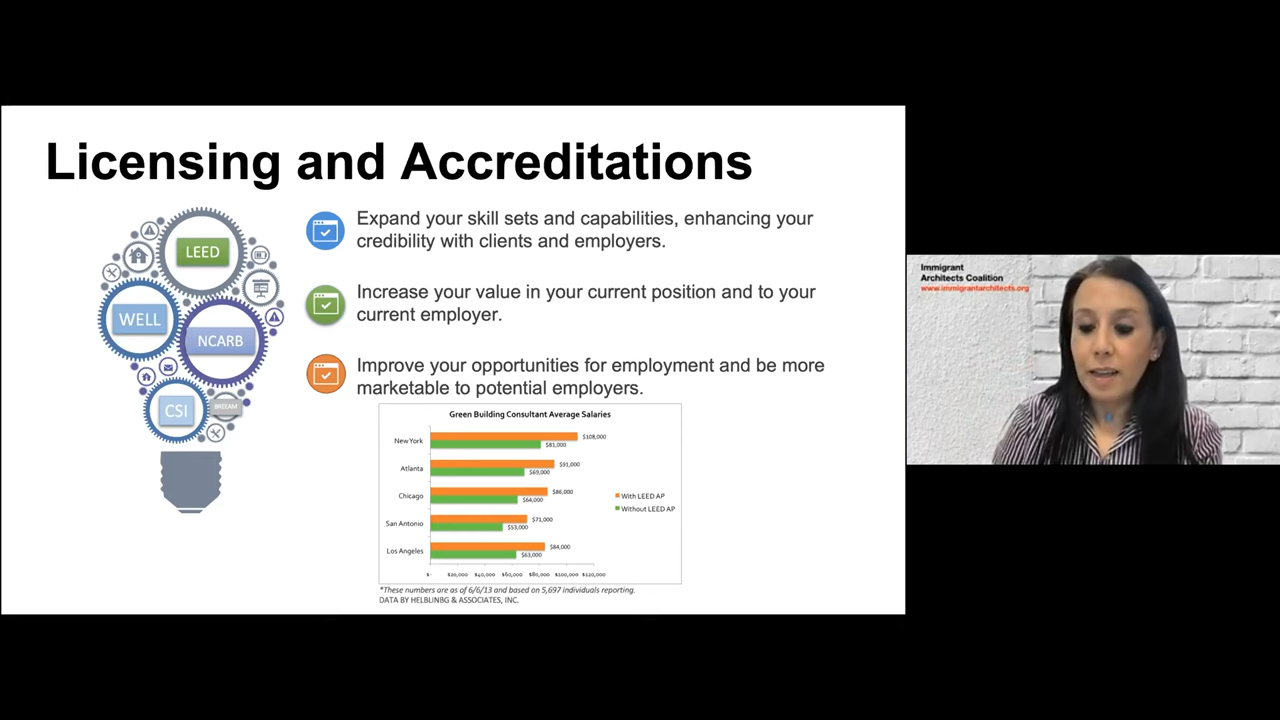 Licensing and Accreditations
LEED
WELL
NCARB
CSI
BREEAM
Expand your skill sets and capabilities, enhancing your
credibility with clients and employers.
Increase your value in your current position and to your
current employer.
Improve your opportunities for employment and be more
marketable to potential employers.
Green Building Consultant Average Salaries
New York
$108,000
$81,000
Atlanta
$91,000
$69,000
Chicago
$86,000
$64,000
San Antonio
$71,000
$53,000
Los Angeles
$84,000
$63,000
With LEED AP
Without LEED AP
$- $20,000 $40,000 $60,000 $80,000 $100,000 $120,000
*These numbers are as of 6/6/13 and based on 5,697 individuals reporting.
DATA BY HELBLINBG & ASSOCIATES, INC.
Immigrant
Architects Coalition
www.immigrantarchitects.org